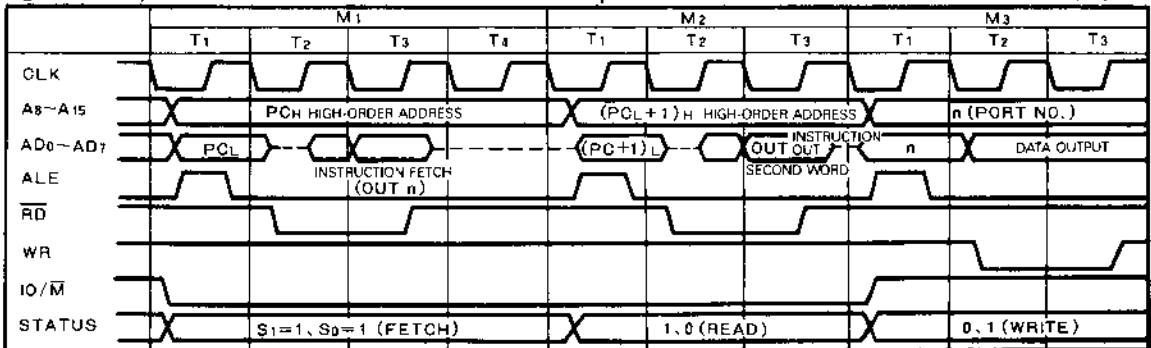 M1 M2 M3
T1 T2 T3 T4 T1 T2 T3 T1 T2 T3
CLK
A8~A15 PCH HIGH-ORDER ADDRESS (PCL+1)H HIGH-ORDER ADDRESS n (PORT NO.)
AD0~AD7 PCL (PC+1)L OUT INSTRUCTION OUT n DATA OUTPUT
ALE INSTRUCTION FETCH (OUT n) SECOND WORD
RD
WR
IO/M
STATUS S1=1、S0=1 (FETCH) 1、0 (READ) 0、1 (WRITE)